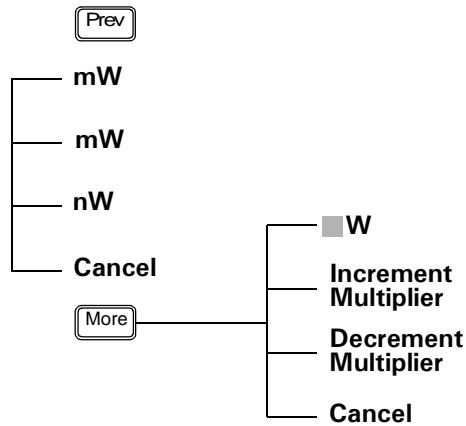 Prev
mW
mW
nW
Cancel
More
W
Increment
Multiplier
Decrement
Multiplier
Cancel